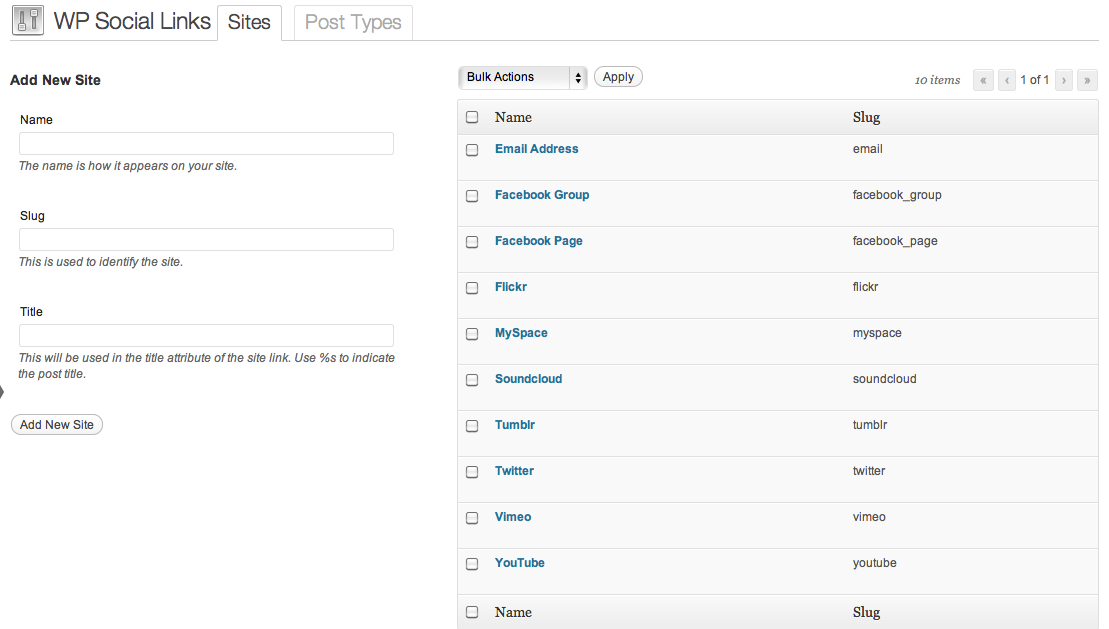 WP Social Links Sites Post Types
Add New Site
Name
The name is how it appears on your site.
Slug
This is used to identify the site.
Title
This will be used in the title attribute of the site link. Use %s to indicate
the post title.
Add New Site
Bulk Actions Apply 10 items « ‹ 1 of 1 › »
Name Slug
Email Address email
Facebook Group facebook_group
Facebook Page facebook_page
Flickr flickr
MySpace myspace
Soundcloud soundcloud
Tumblr tumblr
Twitter twitter
Vimeo vimeo
YouTube youtube
Name Slug